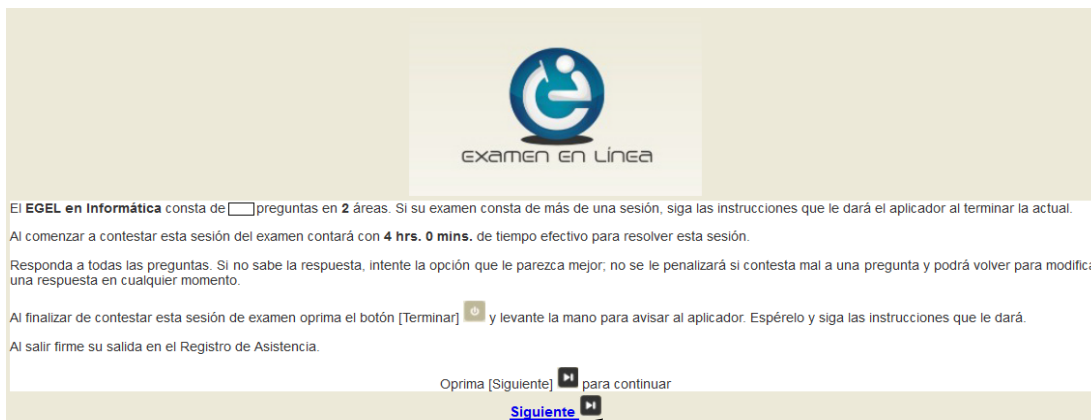 examen en Línea
El EGEL en Informática consta de preguntas en 2 áreas. Si su examen consta de más de una sesión, siga las instrucciones que le dará el aplicador al terminar la actual.
Al comenzar a contestar esta sesión del examen contará con 4 hrs. 0 mins. de tiempo efectivo para resolver esta sesión.
Responda a todas las preguntas. Si no sabe la respuesta, intente la opción que le parezca mejor; no se le penalizará si contesta mal a una pregunta y podrá volver para modifica
una respuesta en cualquier momento.
Al finalizar de contestar esta sesión de examen oprima el botón [Terminar] y levante la mano para avisar al aplicador. Espérelo y siga las instrucciones que le dará.
Al salir firme su salida en el Registro de Asistencia.
Oprima [Siguiente] para continuar
Siguiente